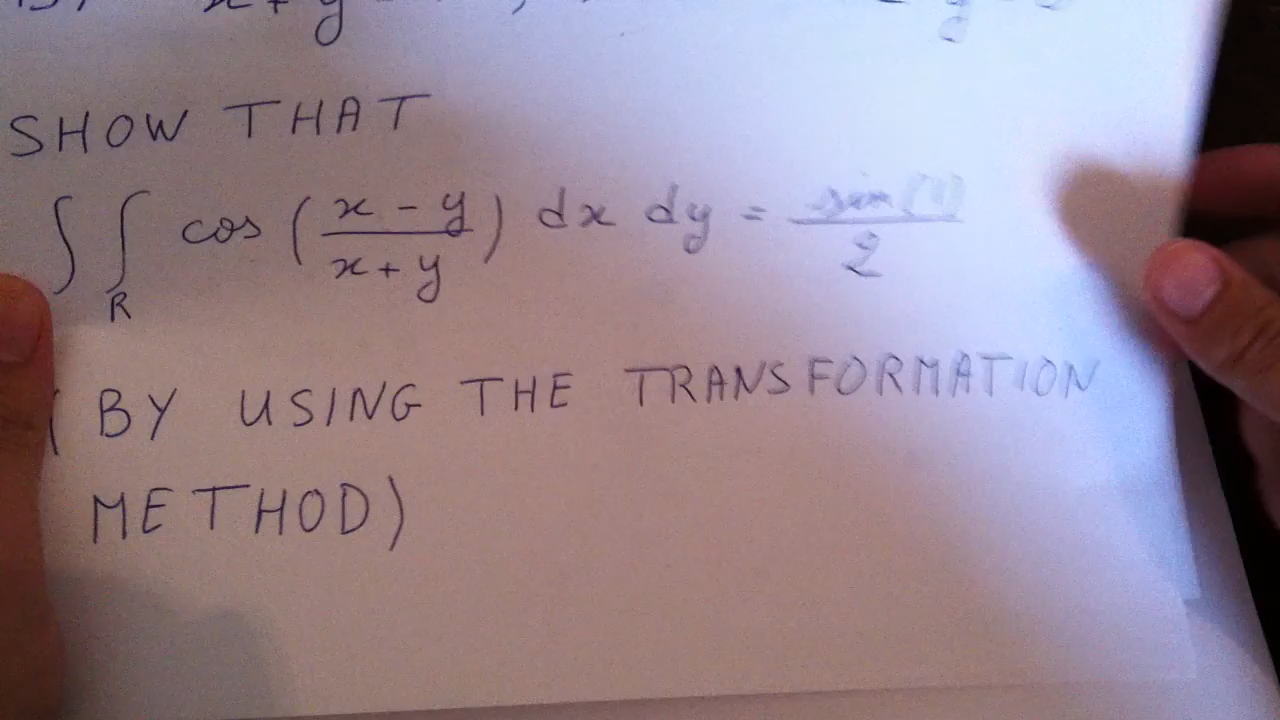 x + y
SHOW THAT
∫ ∫_R cos ( (x - y) / (x + y) ) dx dy = sin(1) / 2
( BY USING THE TRANSFORMATION
METHOD)